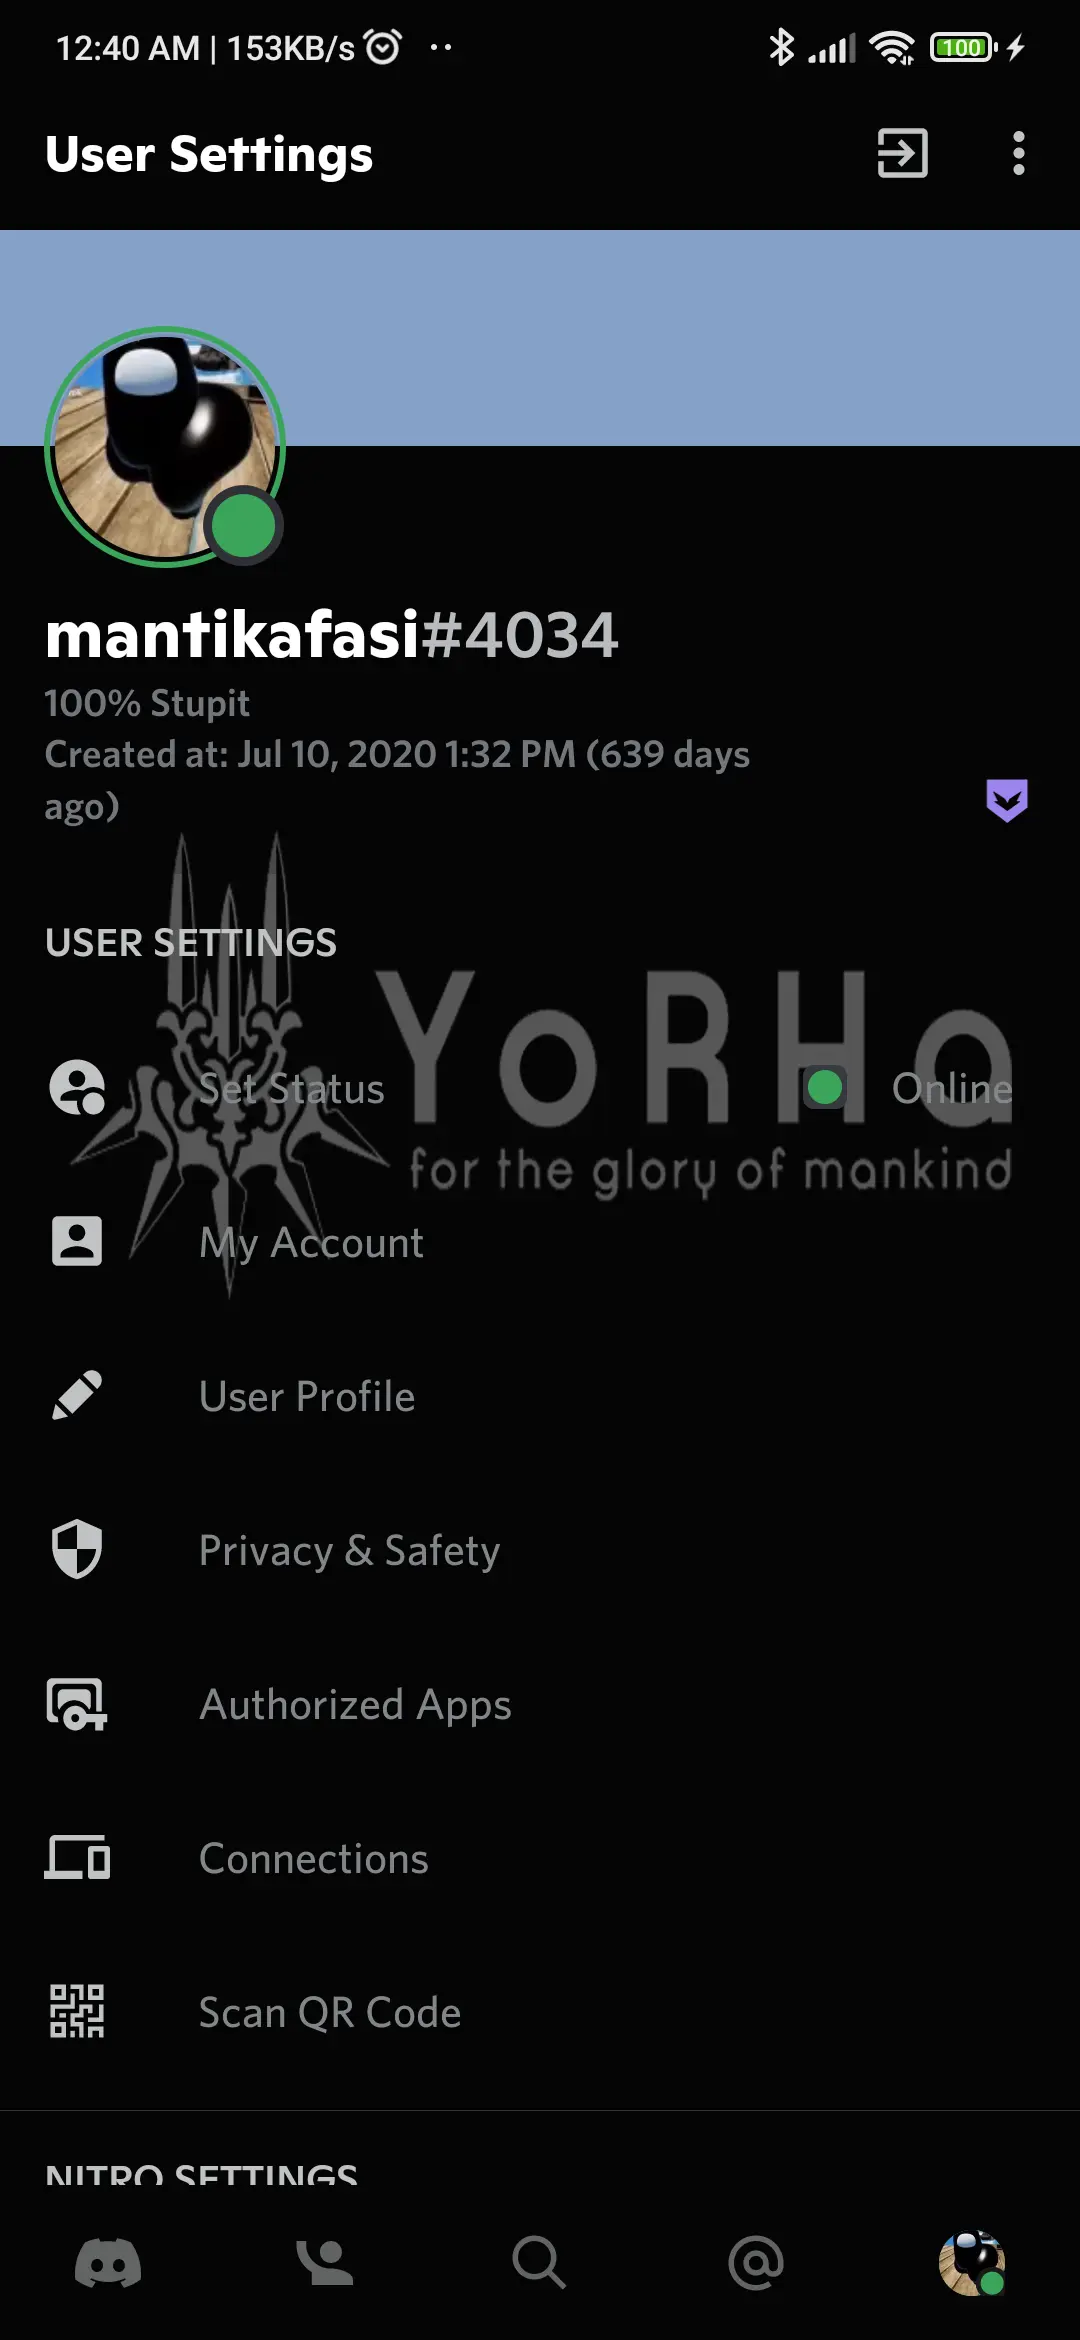 12:40 AM | 153KB/s
100
User Settings
mantikafasi#4034
100% Stupit
Created at: Jul 10, 2020 1:32 PM (639 days
ago)
USER SETTINGS
YoRHa
Set Status
Online
for the glory of mankind
My Account
User Profile
Privacy & Safety
Authorized Apps
Connections
Scan QR Code
NITRO SETTINGS